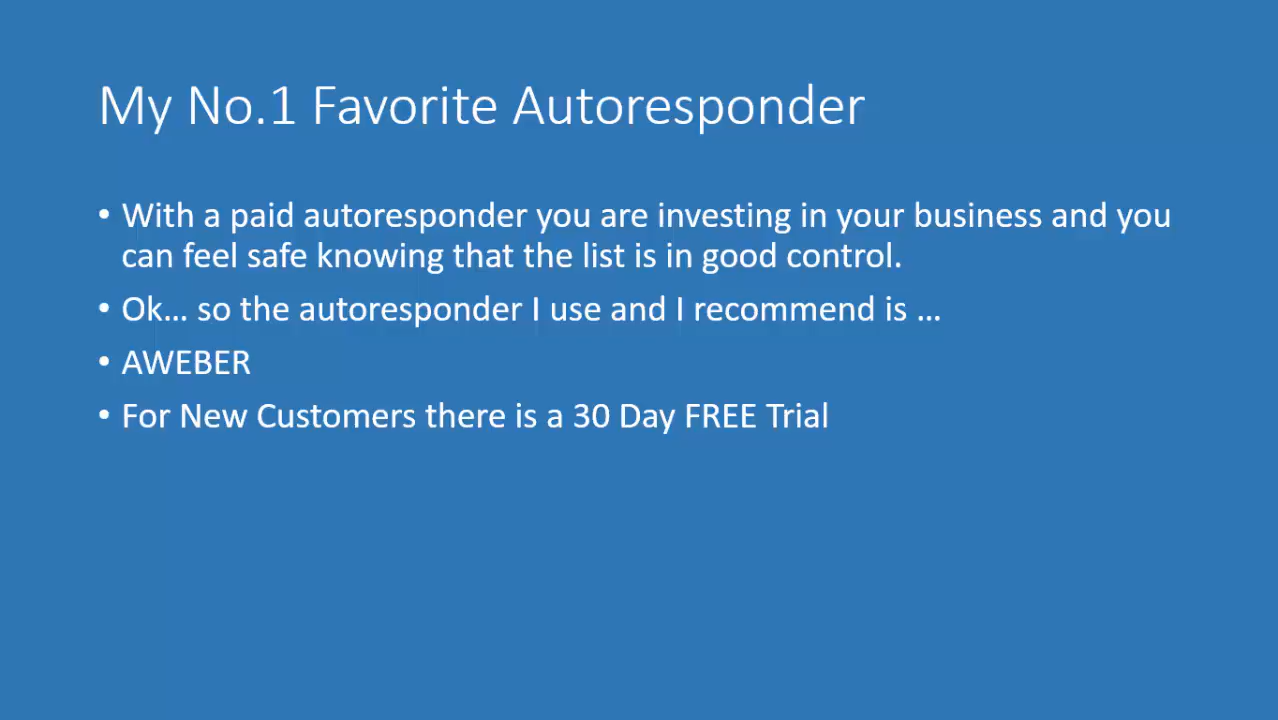 My No.1 Favorite Autoresponder
• With a paid autoresponder you are investing in your business and you
can feel safe knowing that the list is in good control.
• Ok… so the autoresponder I use and I recommend is …
• AWEBER
• For New Customers there is a 30 Day FREE Trial